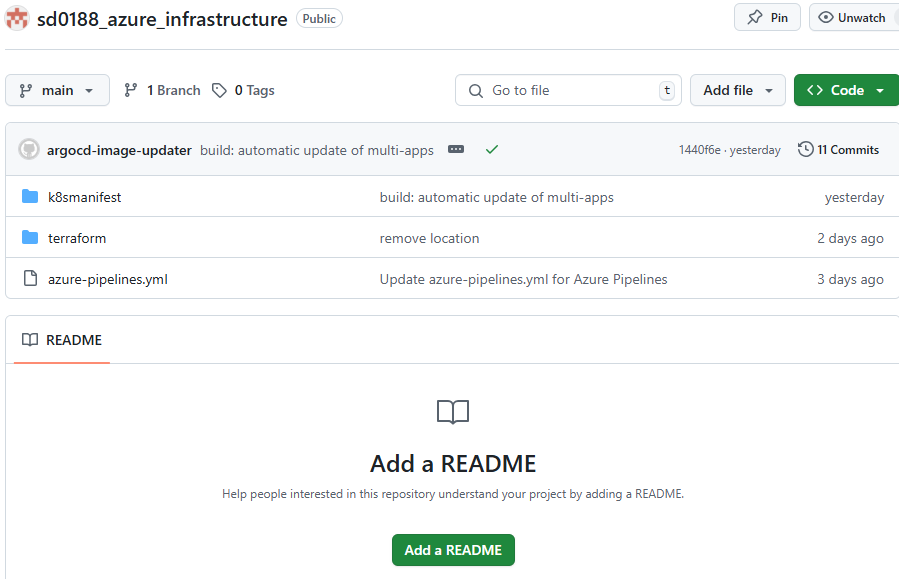 sd0188_azure_infrastructure Public Pin Unwatch
main 1 Branch 0 Tags Go to file t Add file Code
argocd-image-updater build: automatic update of multi-apps 1440f6e · yesterday 11 Commits
k8smanifest build: automatic update of multi-apps yesterday
terraform remove location 2 days ago
azure-pipelines.yml Update azure-pipelines.yml for Azure Pipelines 3 days ago
README
Add a README
Help people interested in this repository understand your project by adding a README.
Add a README